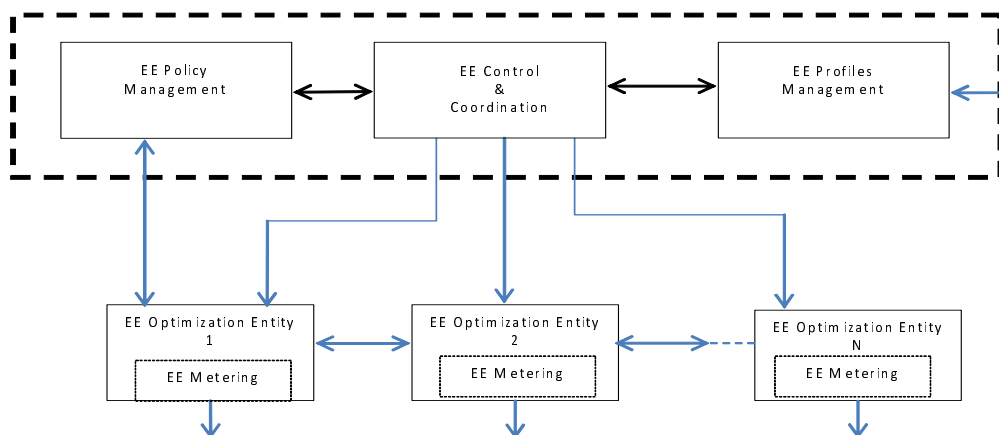 EE Policy
Management
EE Control
&
Coordination
EE Profiles
Management
EE Optimization Entity
1
EE Metering
EE Optimization Entity
2
EE Metering
EE Optimization Entity
N
EE Metering